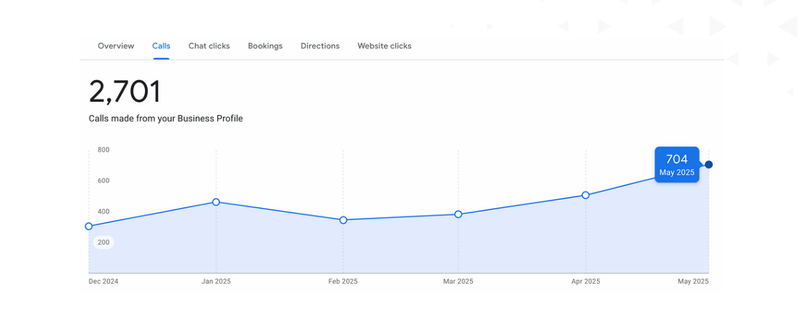 Overview Calls Chat clicks Bookings Directions Website clicks
2,701
Calls made from your Business Profile
800
704
May 2025
600
400
200
Dec 2024 Jan 2025 Feb 2025 Mar 2025 Apr 2025 May 2025